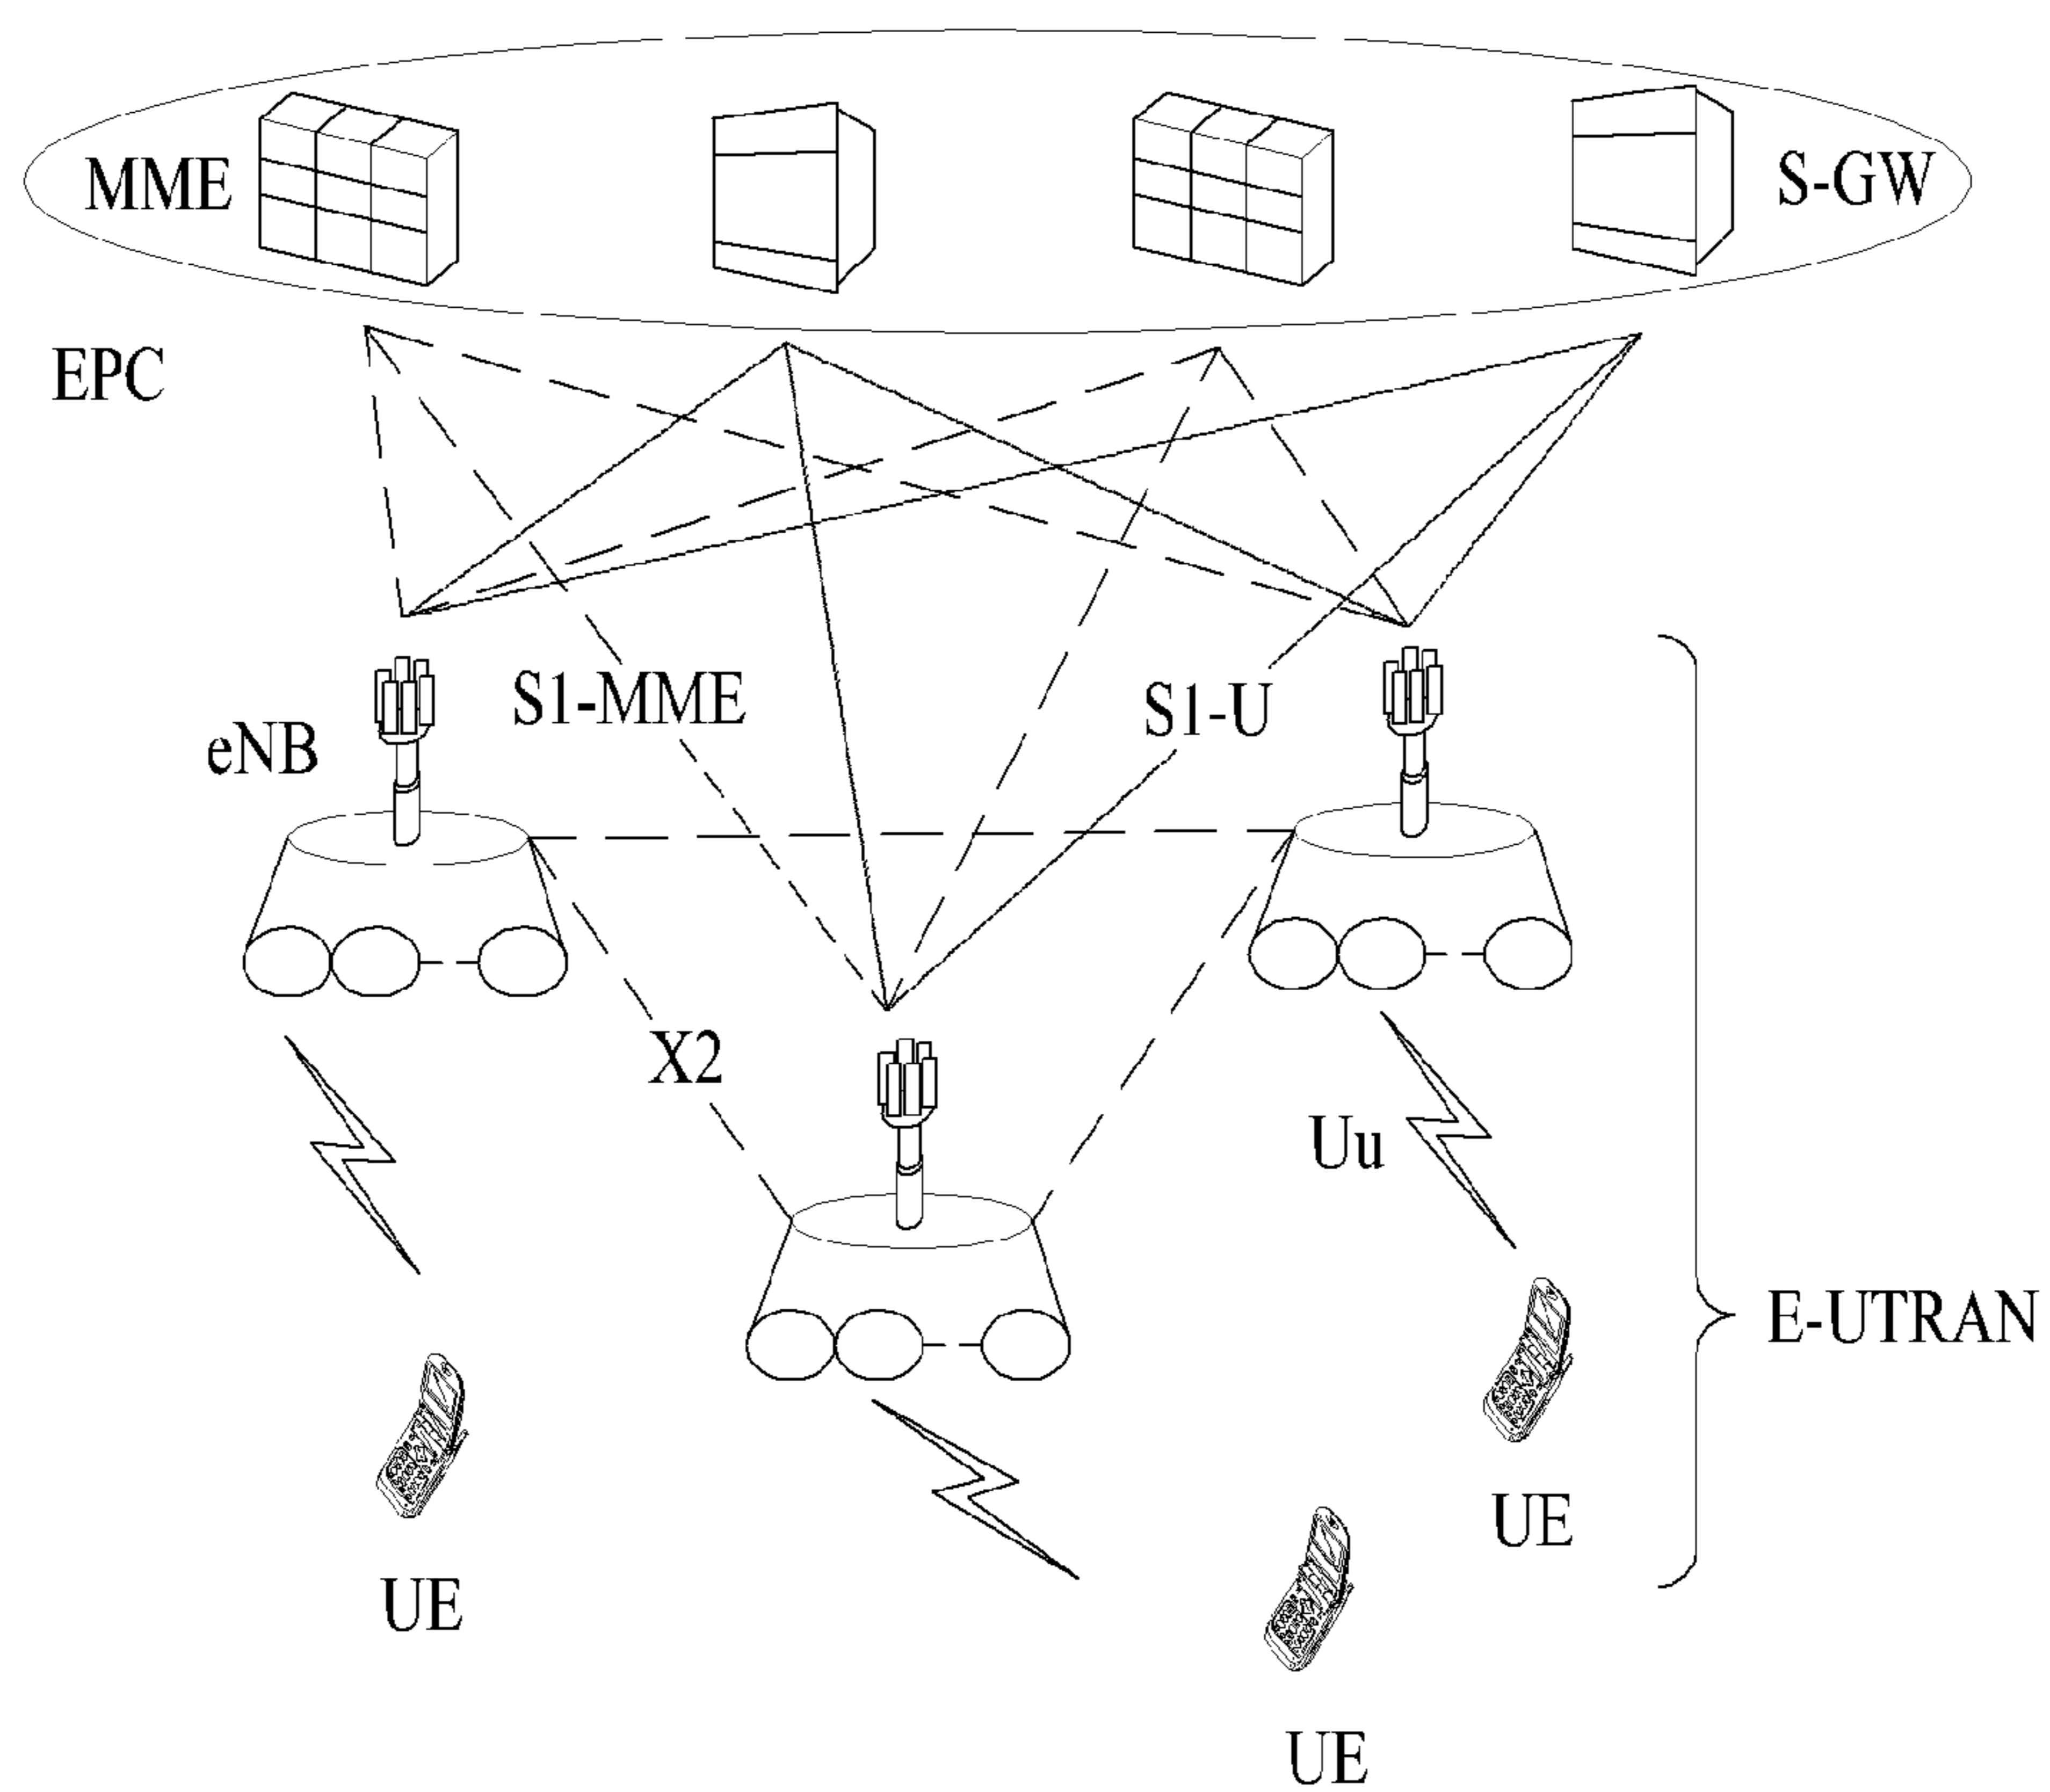 MME
S-GW
EPC
S1-MME
S1-U
eNB
X2
Uu
E-UTRAN
UE
UE
UE